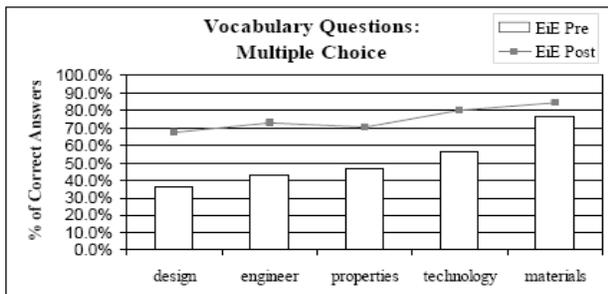 Vocabulary Questions:
Multiple Choice
EiE Pre
EiE Post
% of Correct Answers
100.0%
90.0%
80.0%
70.0%
60.0%
50.0%
40.0%
30.0%
20.0%
10.0%
0.0%
design engineer properties technology materials